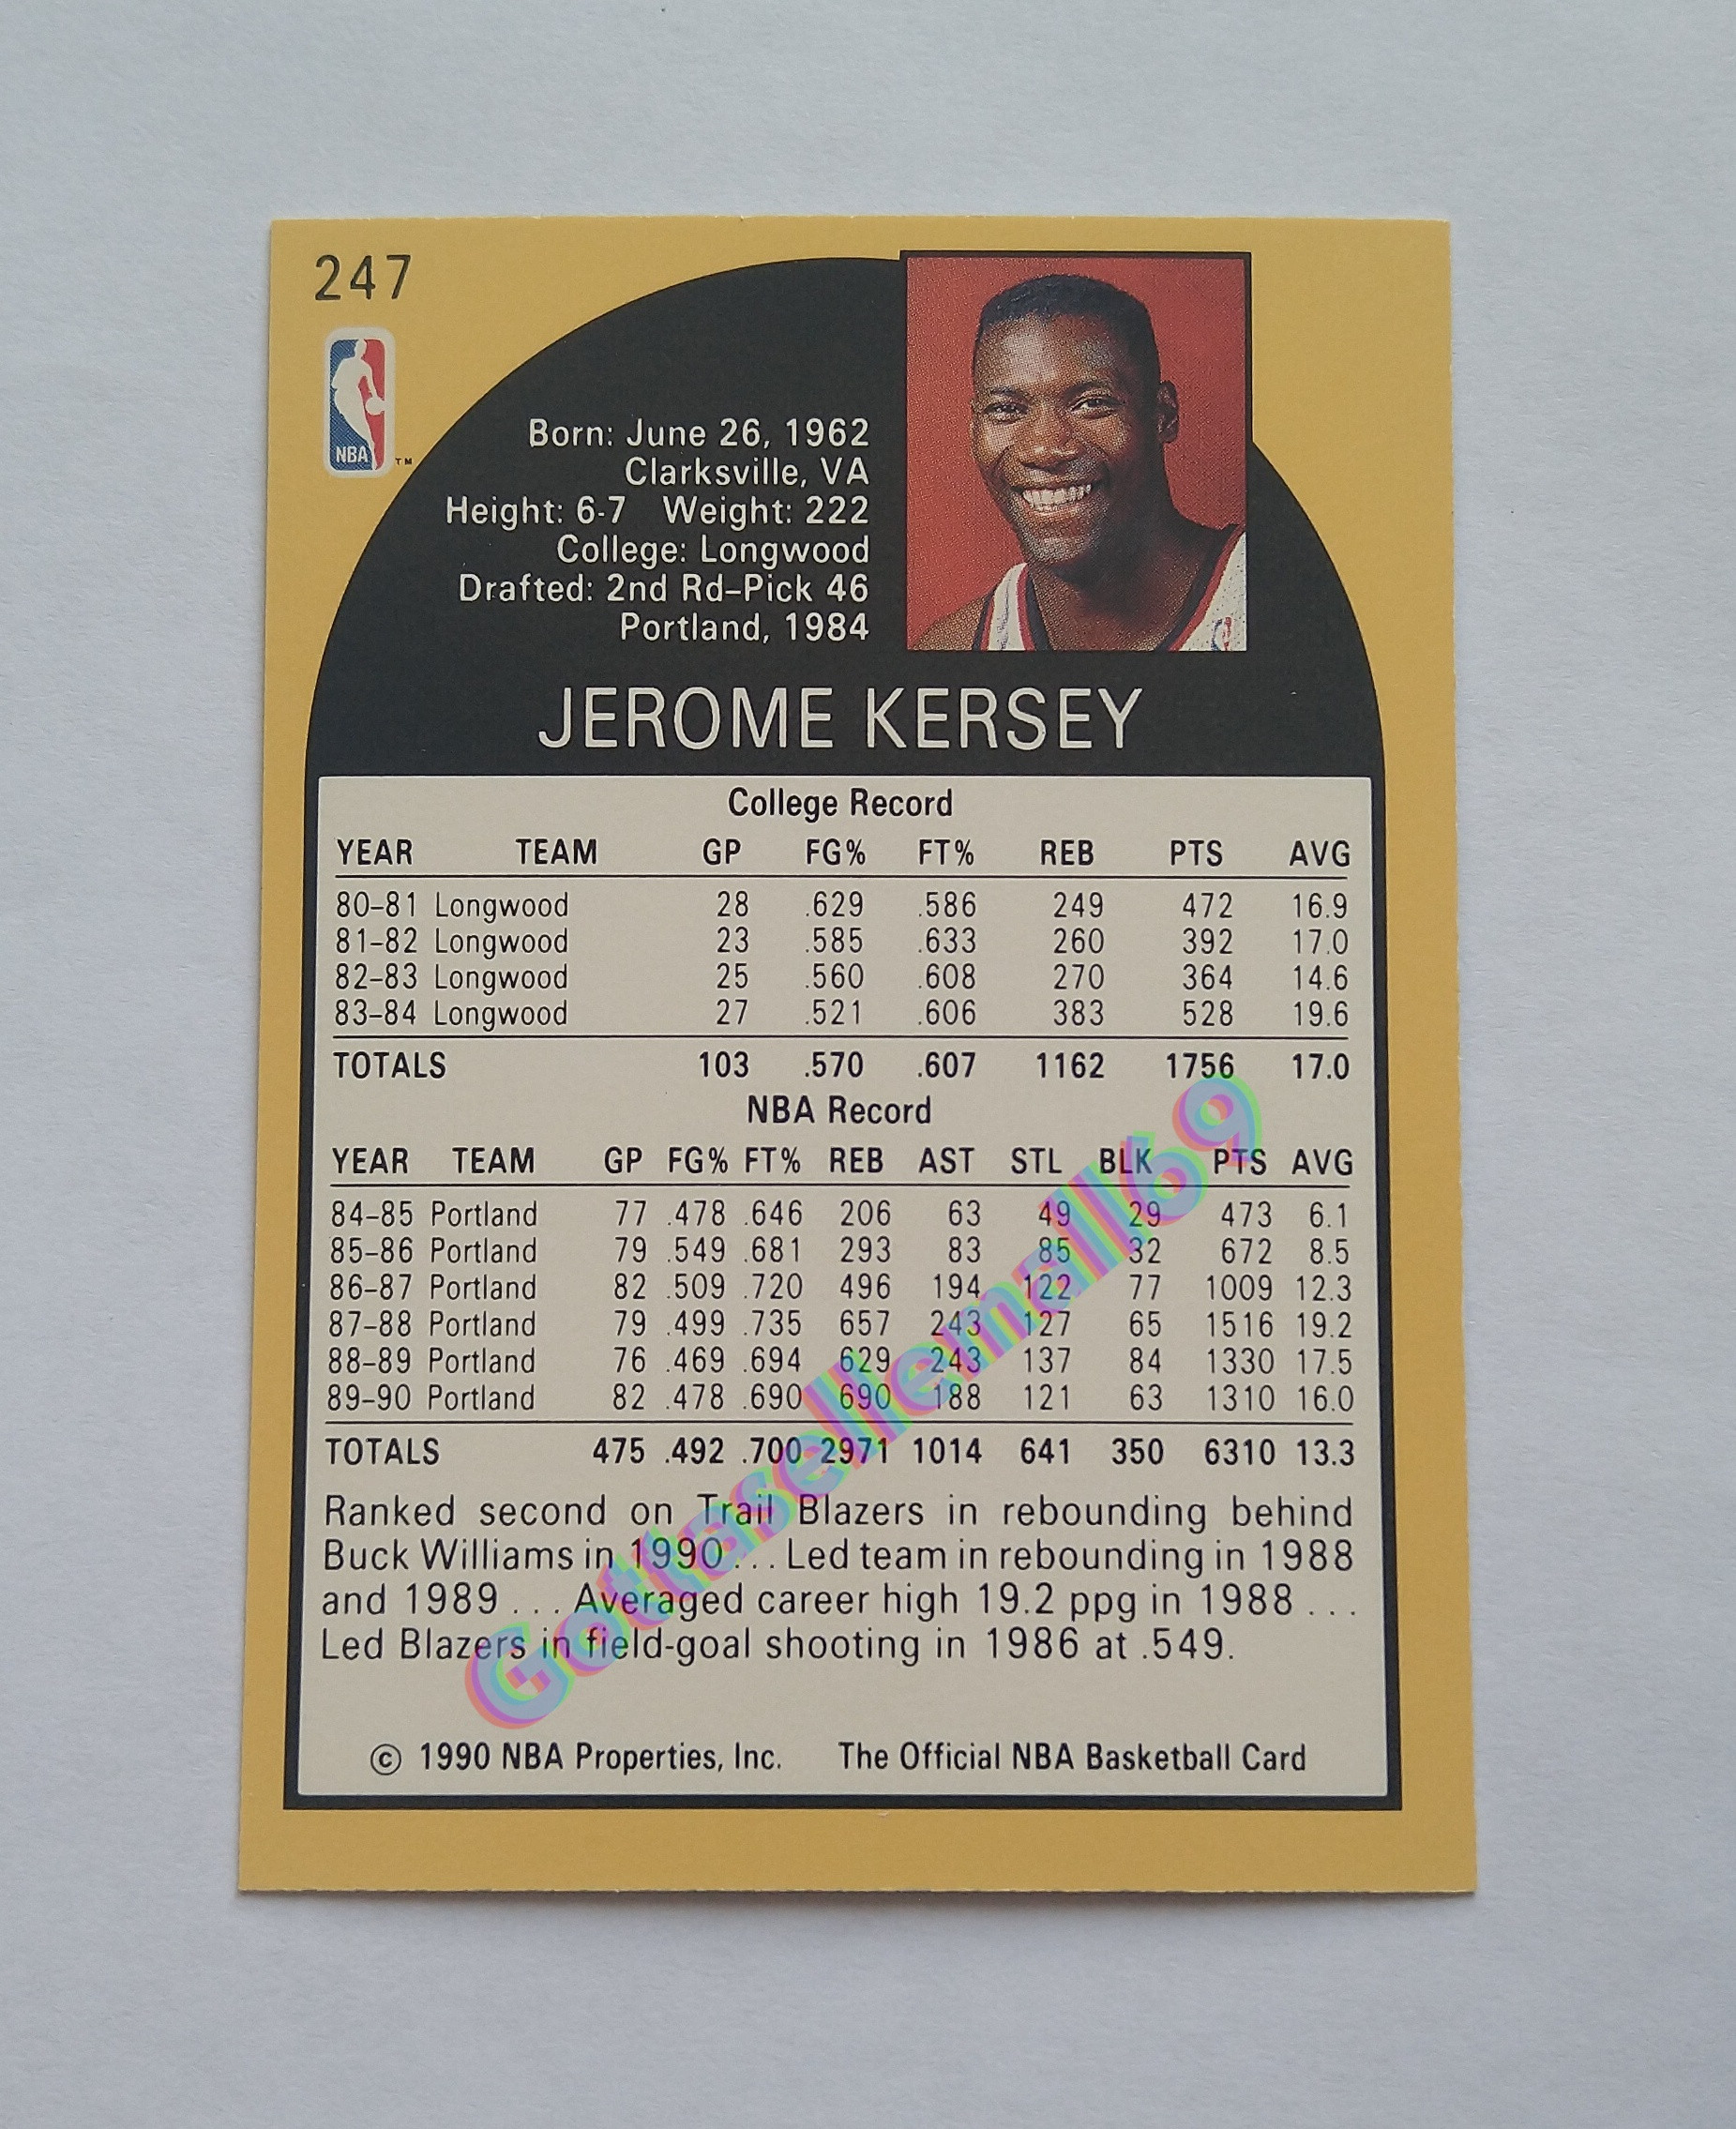 247
NBA
TM
Born: June 26, 1962
Clarksville, VA
Height: 6-7 Weight: 222
College: Longwood
Drafted: 2nd Rd–Pick 46
Portland, 1984
JEROME KERSEY
College Record
YEAR TEAM GP FG% FT% REB PTS AVG
80–81 Longwood 28 .629 .586 249 472 16.9
81–82 Longwood 23 .585 .633 260 392 17.0
82–83 Longwood 25 .560 .608 270 364 14.6
83–84 Longwood 27 .521 .606 383 528 19.6
TOTALS 103 .570 .607 1162 1756 17.0
NBA Record
YEAR TEAM GP FG% FT% REB AST STL BLK PTS AVG
84–85 Portland 77 .478 .646 206 63 49 29 473 6.1
85–86 Portland 79 .549 .681 293 83 85 32 672 8.5
86–87 Portland 82 .509 .720 496 194 122 77 1009 12.3
87–88 Portland 79 .499 .735 657 243 127 65 1516 19.2
88–89 Portland 76 .469 .694 629 243 137 84 1330 17.5
89–90 Portland 82 .478 .690 690 188 121 63 1310 16.0
TOTALS 475 .492 .700 2971 1014 641 350 6310 13.3
Ranked second on Trail Blazers in rebounding behind
Buck Williams in 1990 . . . Led team in rebounding in 1988
and 1989 . . . Averaged career high 19.2 ppg in 1988 . . .
Led Blazers in field-goal shooting in 1986 at .549.
© 1990 NBA Properties, Inc. The Official NBA Basketball Card
Gottasellemall69